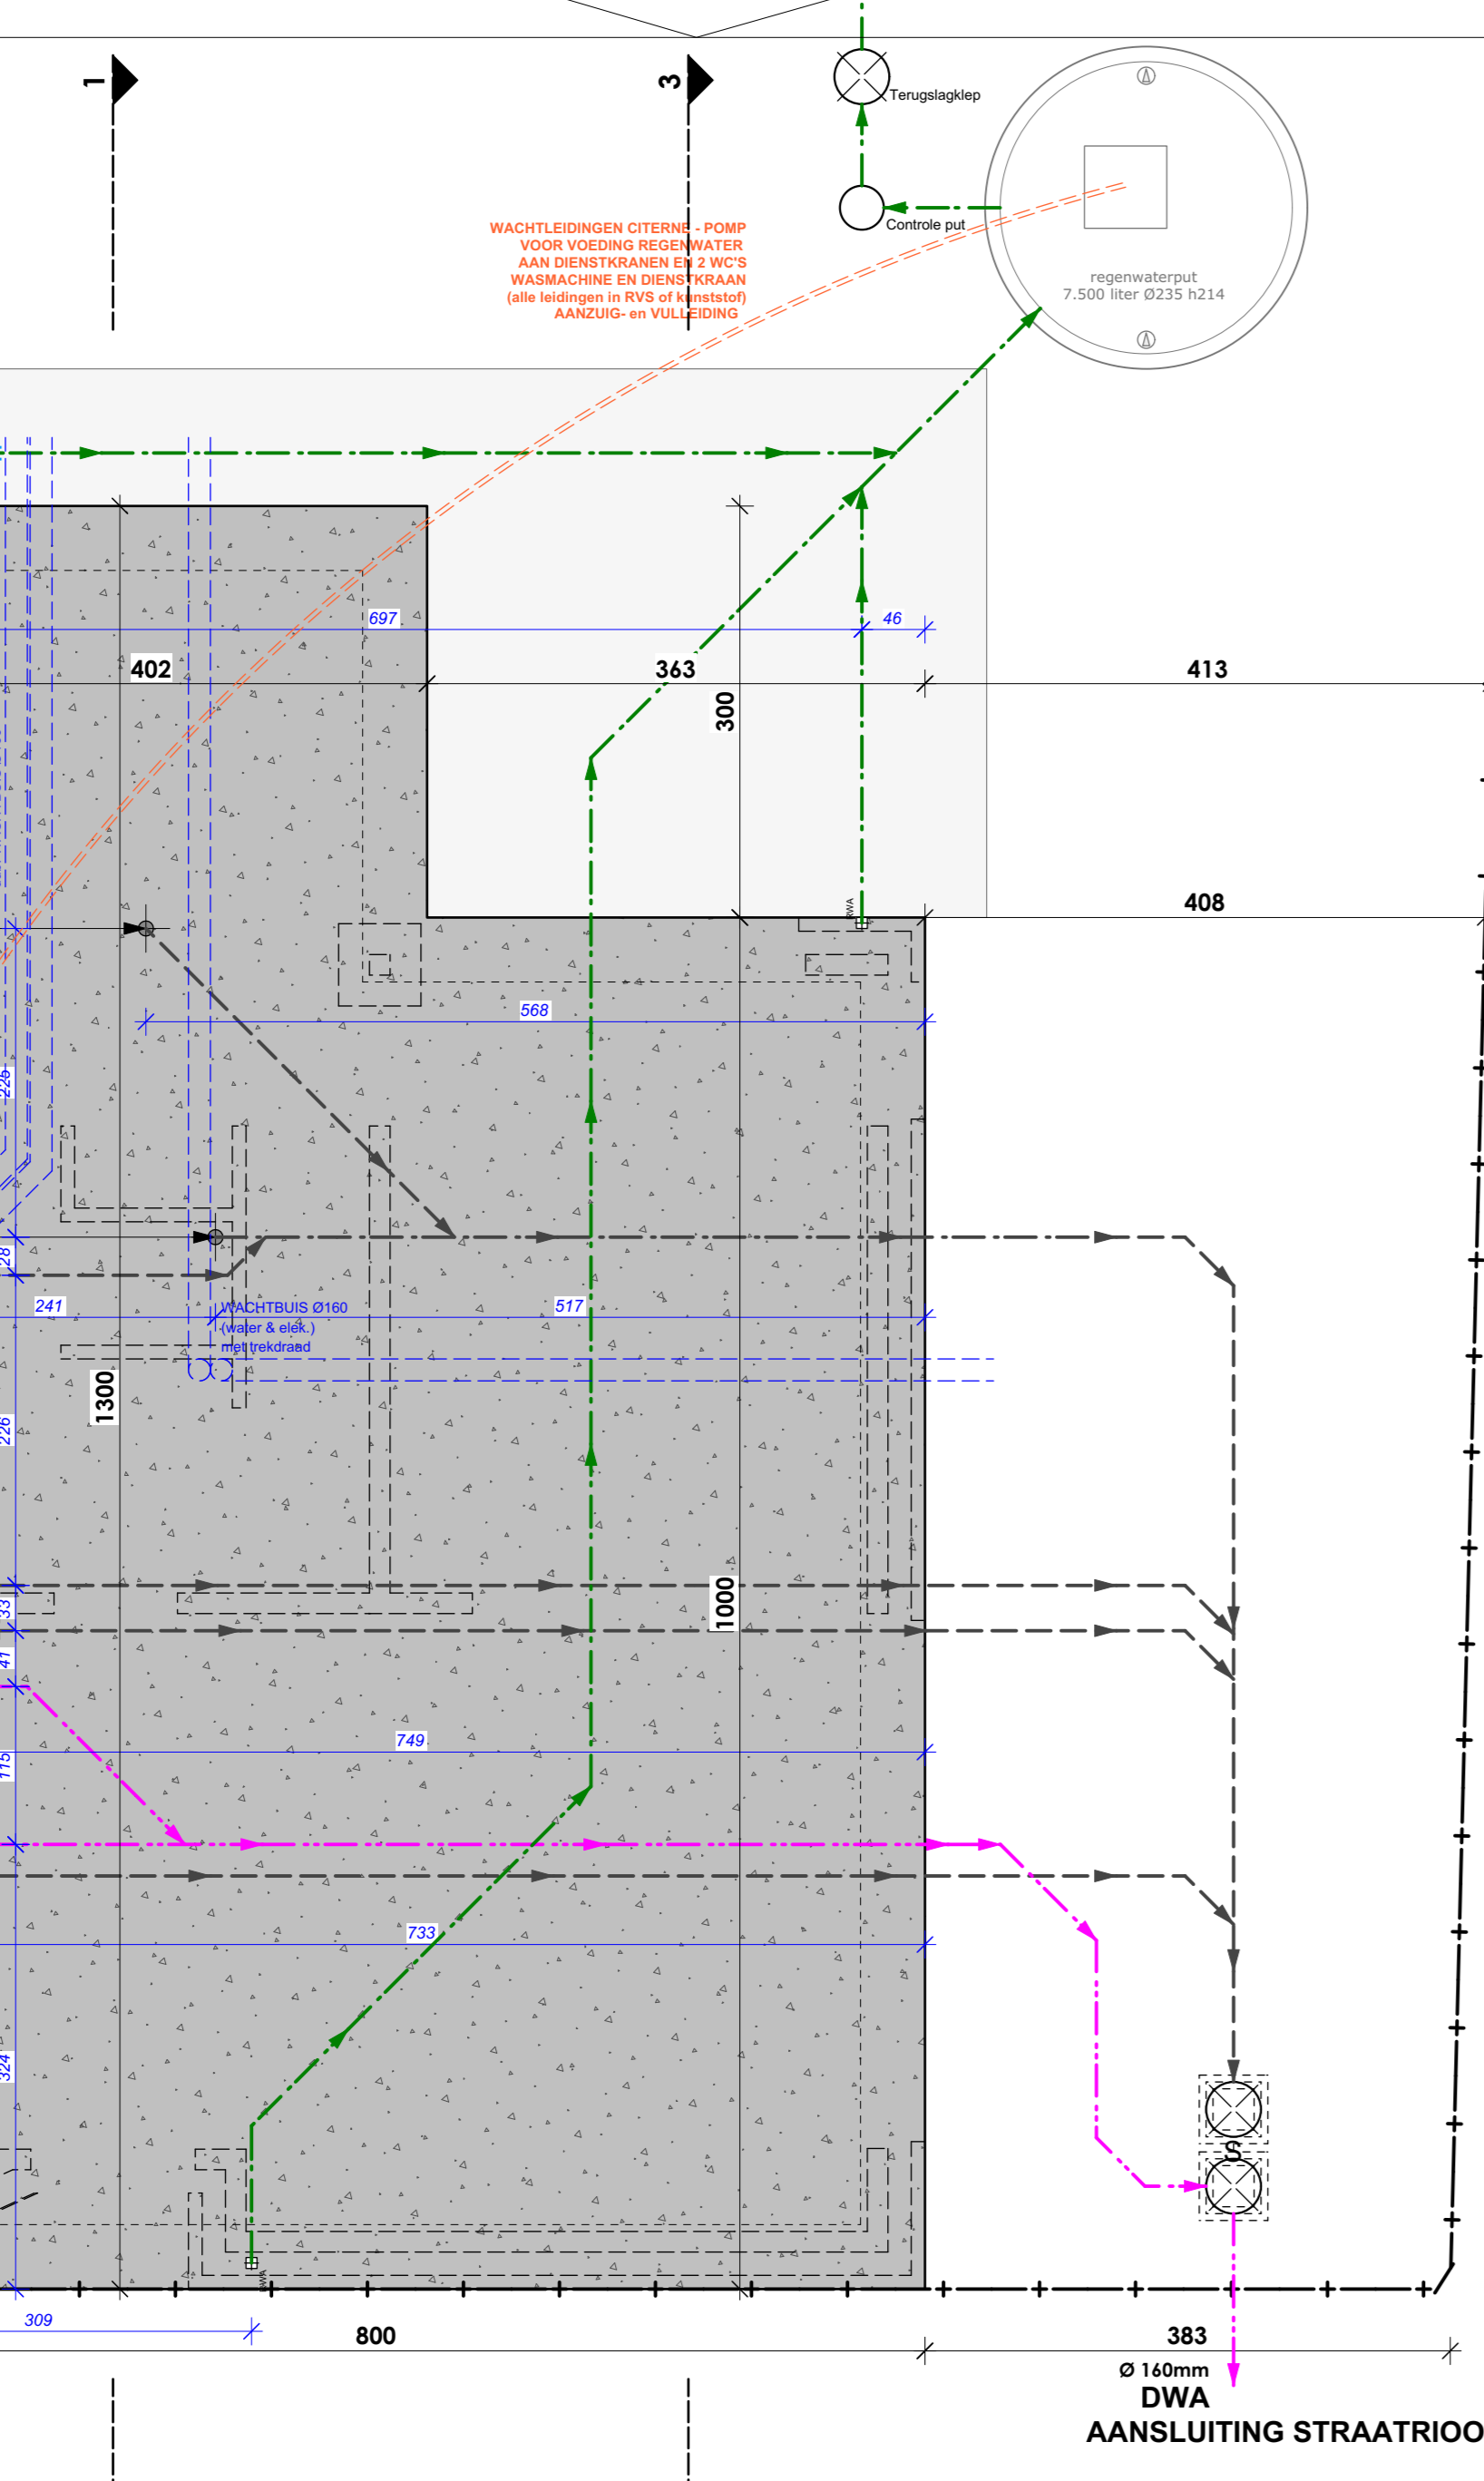 1
3
Terugslagklep
Controle put
WACHTLEIDINGEN CITERNE - POMP
VOOR VOEDING REGENWATER
AAN DIENSTKRANEN EN 2 WC'S
WASMACHINE EN DIENSTKRAAN
(alle leidingen in RVS of kunststof)
AANZUIG- en VULLEIDING
regenwaterput
7.500 liter Ø235 h214
697
46
402
363
413
300
RWA
408
568
225
28
241
WACHTBUIS Ø160
(water & elek.)
met trekdraad
517
1300
226
33
1000
41
749
115
733
324
S
RWA
309
800
383
Ø 160mm
DWA
AANSLUITING STRAATRIOO